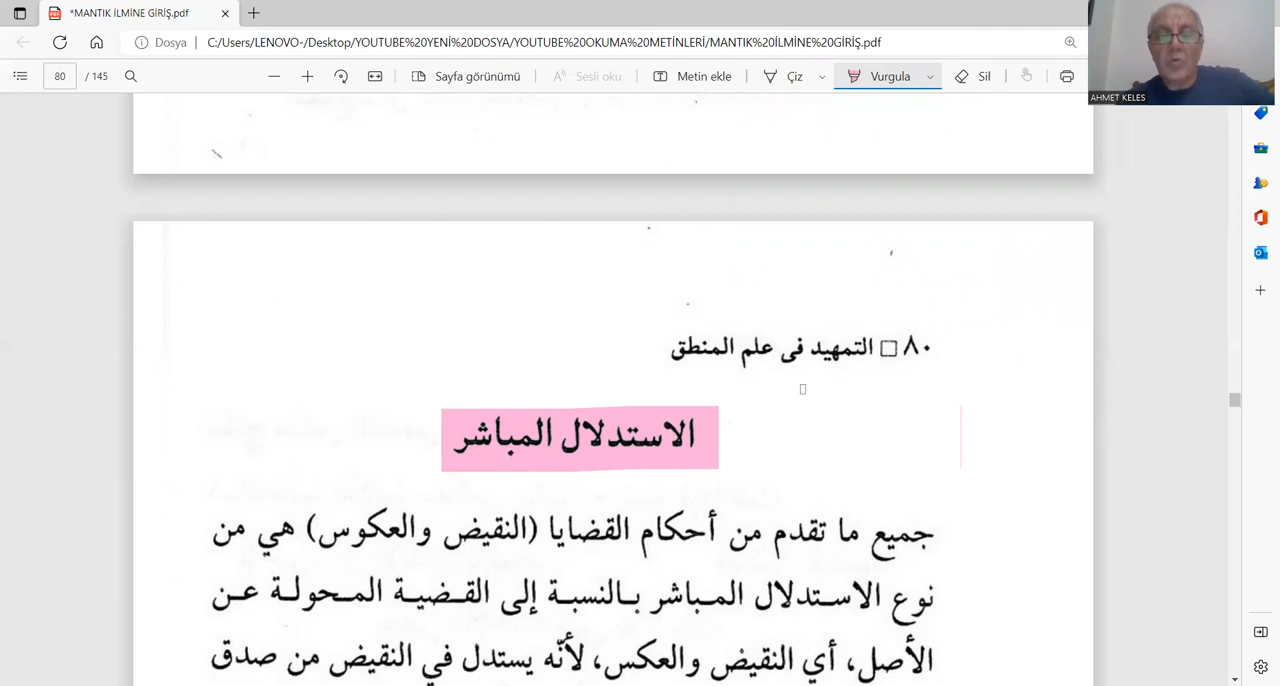 *MANTIK İLMİNE GİRİŞ.pdf
Dosya
C:/Users/LENOVO-/Desktop/YOUTUBE%20YENİ%20DOSYA/YOUTUBE%20OKUMA%20METİNLERİ/MANTIK%20İLMİNE%20GİRİŞ.pdf
80 / 145
Sayfa görünümü
Sesli oku
Metin ekle
Çiz
Vurgula
Sil
AHMET KELES
٨٠ □ التمهيد في علم المنطق
الاستدلال المباشر
جميع ما تقدم من أحكام القضايا (النقيض والعكوس) هي من
نوع الاستدلال المباشر بالنسبة إلى القضية المحولة عن
الأصل، أي النقيض والعكس، لأنّه يستدل في النقيض من صدق